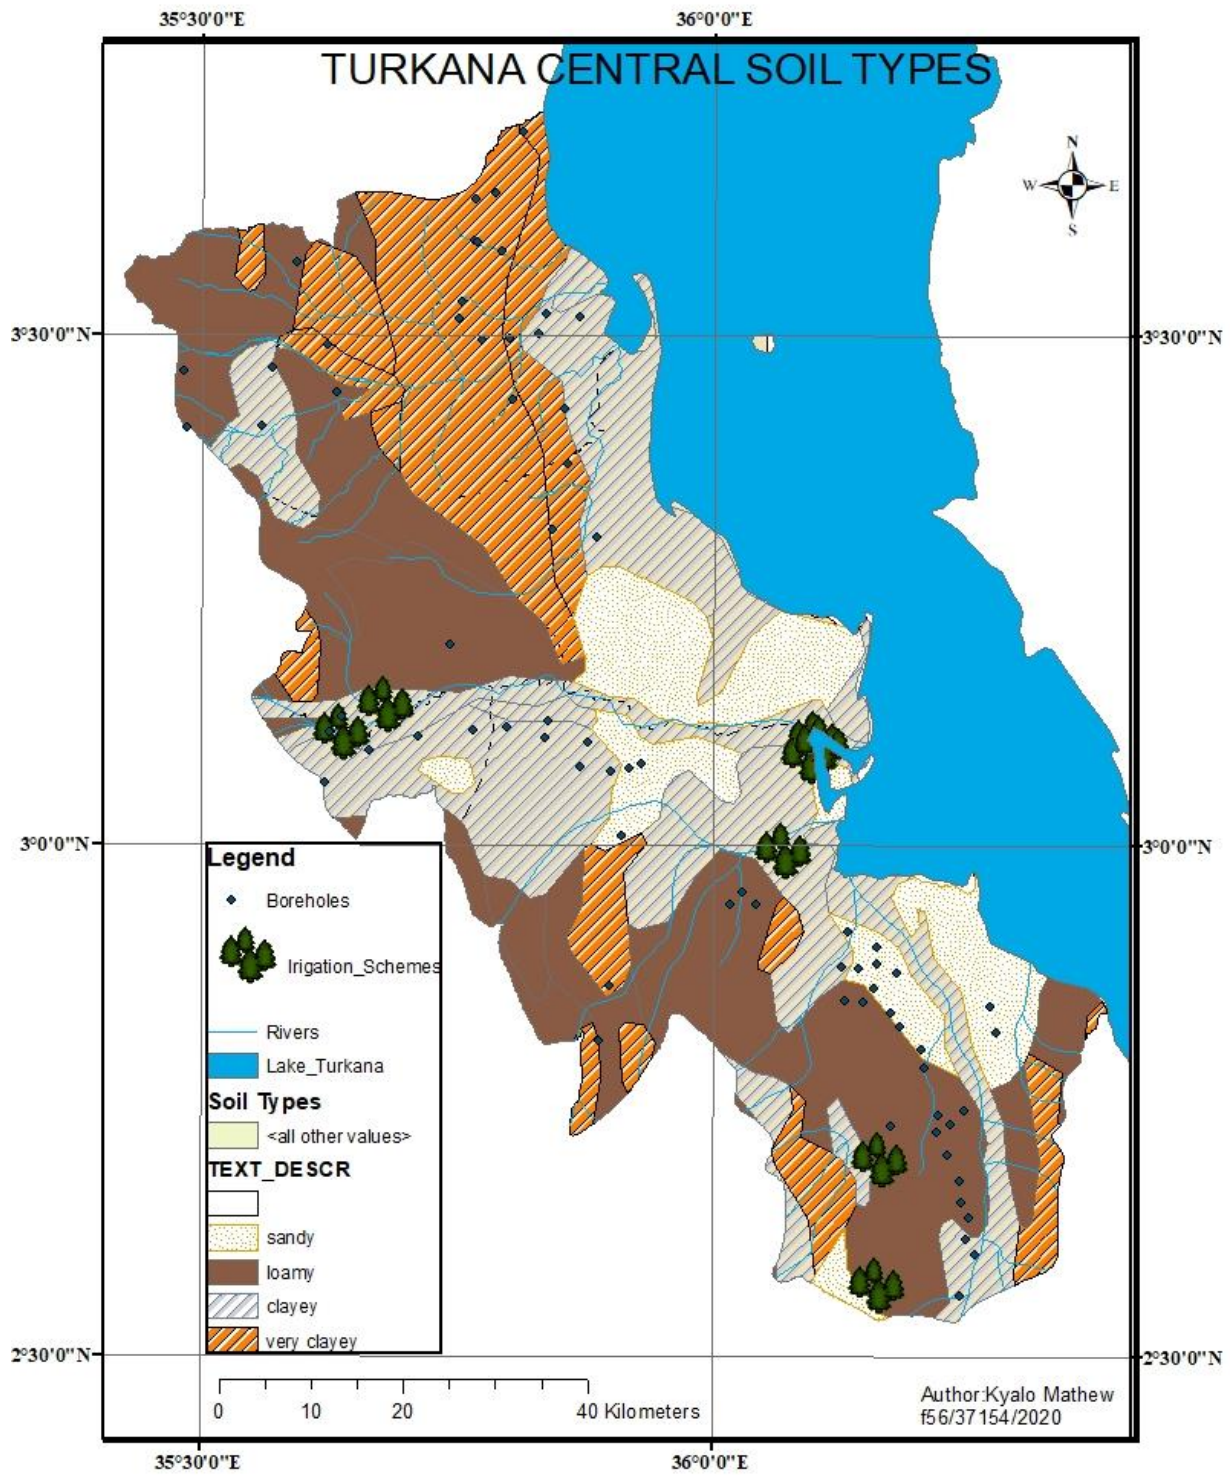 35°30'0"E
36°0'0"E
TURKANA CENTRAL SOIL TYPES
N
W
E
S
3°30'0"N
3°30'0"N
3°0'0"N
3°0'0"N
Legend
Boreholes
Irigation_Schemes
Rivers
Lake_Turkana
Soil Types
<all other values>
TEXT_DESCR
sandy
loamy
clayey
very clayey
2°30'0"N
2°30'0"N
0 10 20 40 Kilometers
Author:Kyalo Mathew
f56/37154/2020
35°30'0"E
36°0'0"E